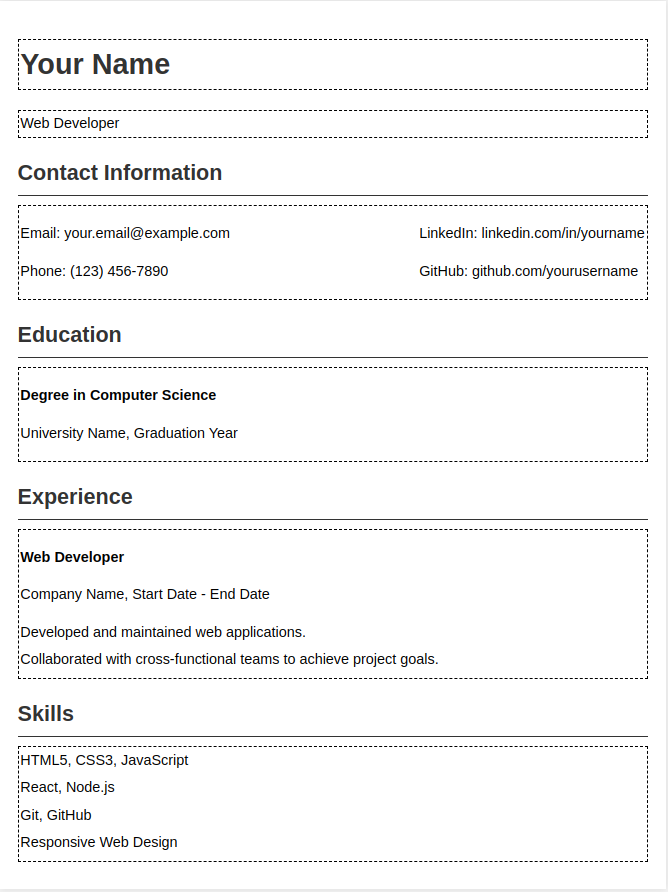 Your Name
Web Developer
Contact Information
Email: your.email@example.com
LinkedIn: linkedin.com/in/yourname
Phone: (123) 456-7890
GitHub: github.com/yourusername
Education
Degree in Computer Science
University Name, Graduation Year
Experience
Web Developer
Company Name, Start Date - End Date
Developed and maintained web applications.
Collaborated with cross-functional teams to achieve project goals.
Skills
HTML5, CSS3, JavaScript
React, Node.js
Git, GitHub
Responsive Web Design